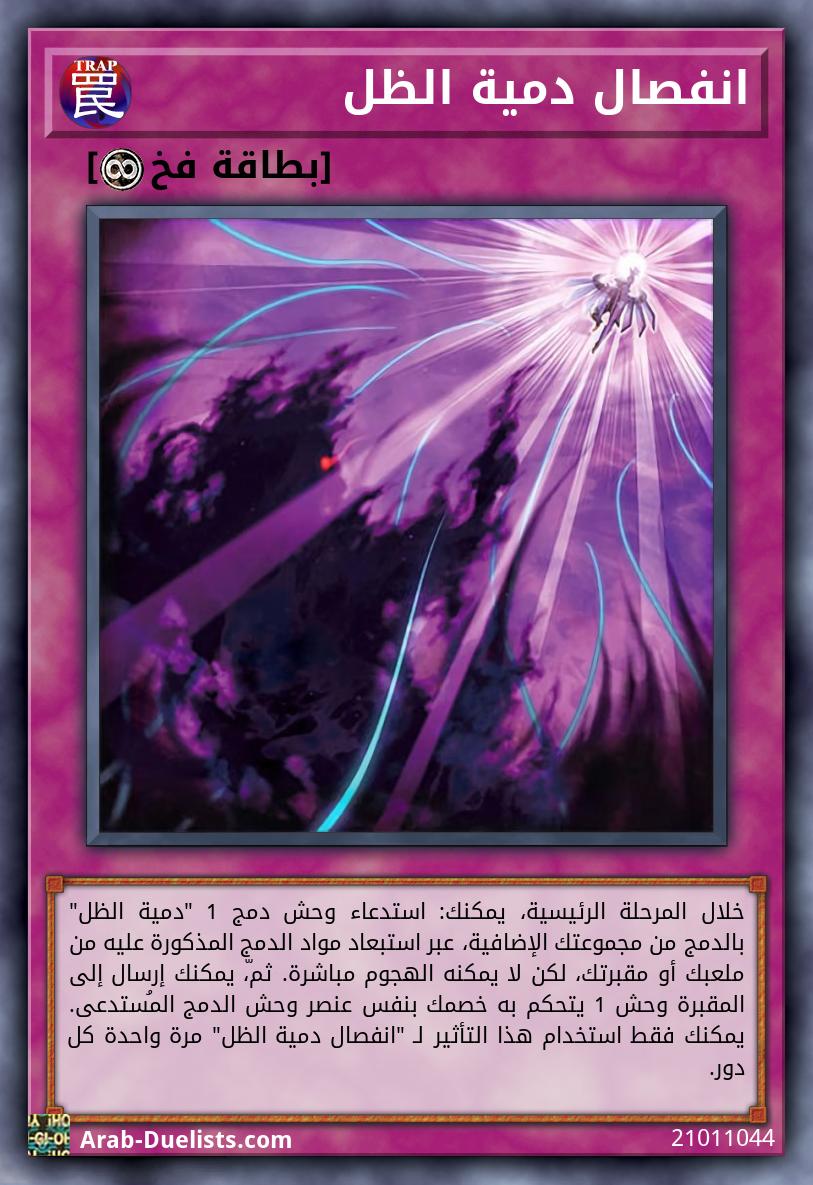 انفصال دمية الظل
TRAP
罠
[بطاقة فخ♾]
خلال المرحلة الرئيسية، يمكنك: استدعاء وحش دمج 1 "دمية الظل"
بالدمج من مجموعتك الإضافية، عبر استبعاد مواد الدمج المذكورة عليه من
ملعبك أو مقبرتك، لكن لا يمكنه الهجوم مباشرة. ثمّ، يمكنك إرسال إلى
المقبرة وحش 1 يتحكم به خصمك بنفس عنصر وحش الدمج المُستدعى.
يمكنك فقط استخدام هذا التأثير لـ "انفصال دمية الظل" مرة واحدة كل
دور.
Arab-Duelists.com
21011044